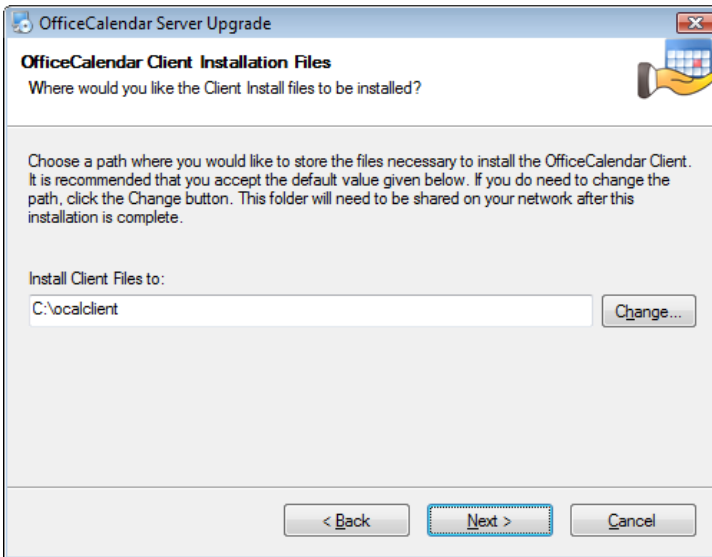 OfficeCalendar Server Upgrade
OfficeCalendar Client Installation Files
Where would you like the Client Install files to be installed?
Choose a path where you would like to store the files necessary to install the OfficeCalendar Client.
It is recommended that you accept the default value given below. If you do need to change the
path, click the Change button. This folder will need to be shared on your network after this
installation is complete.
Install Client Files to:
C:\ocalclient
Change...
< Back
Next >
Cancel